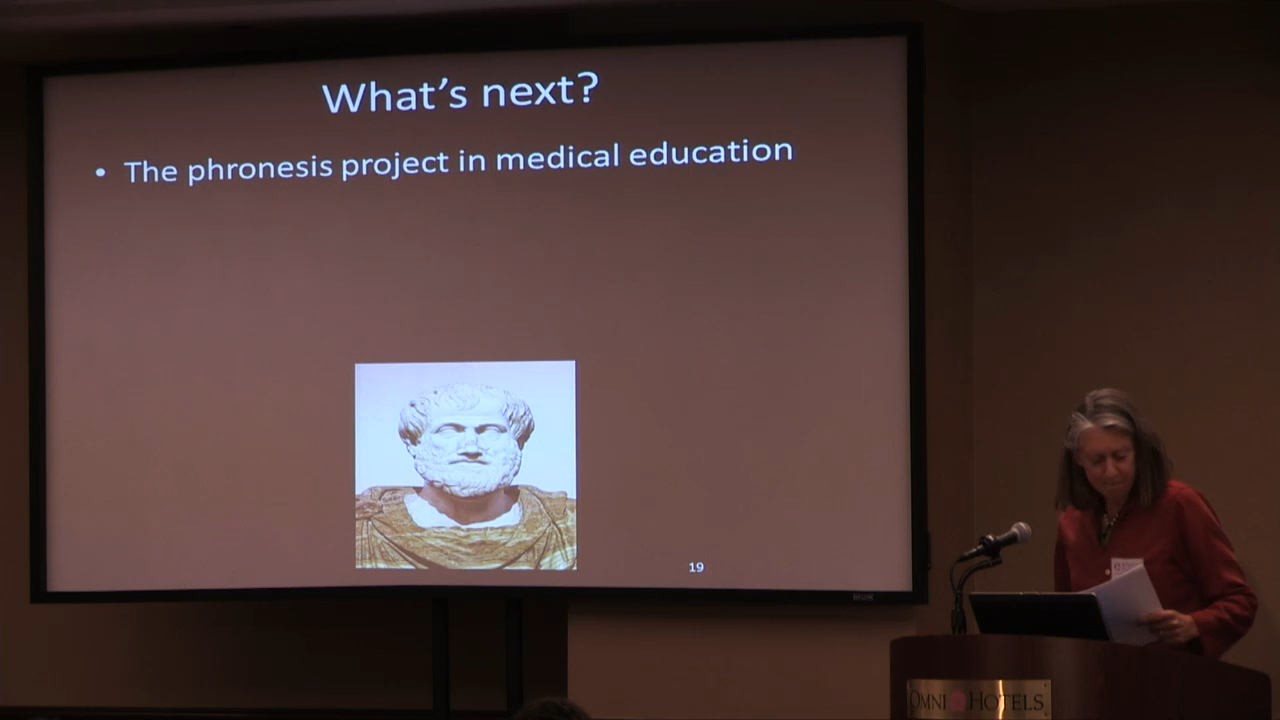 What's next?
• The phronesis project in medical education
19
OMNI HOTELS